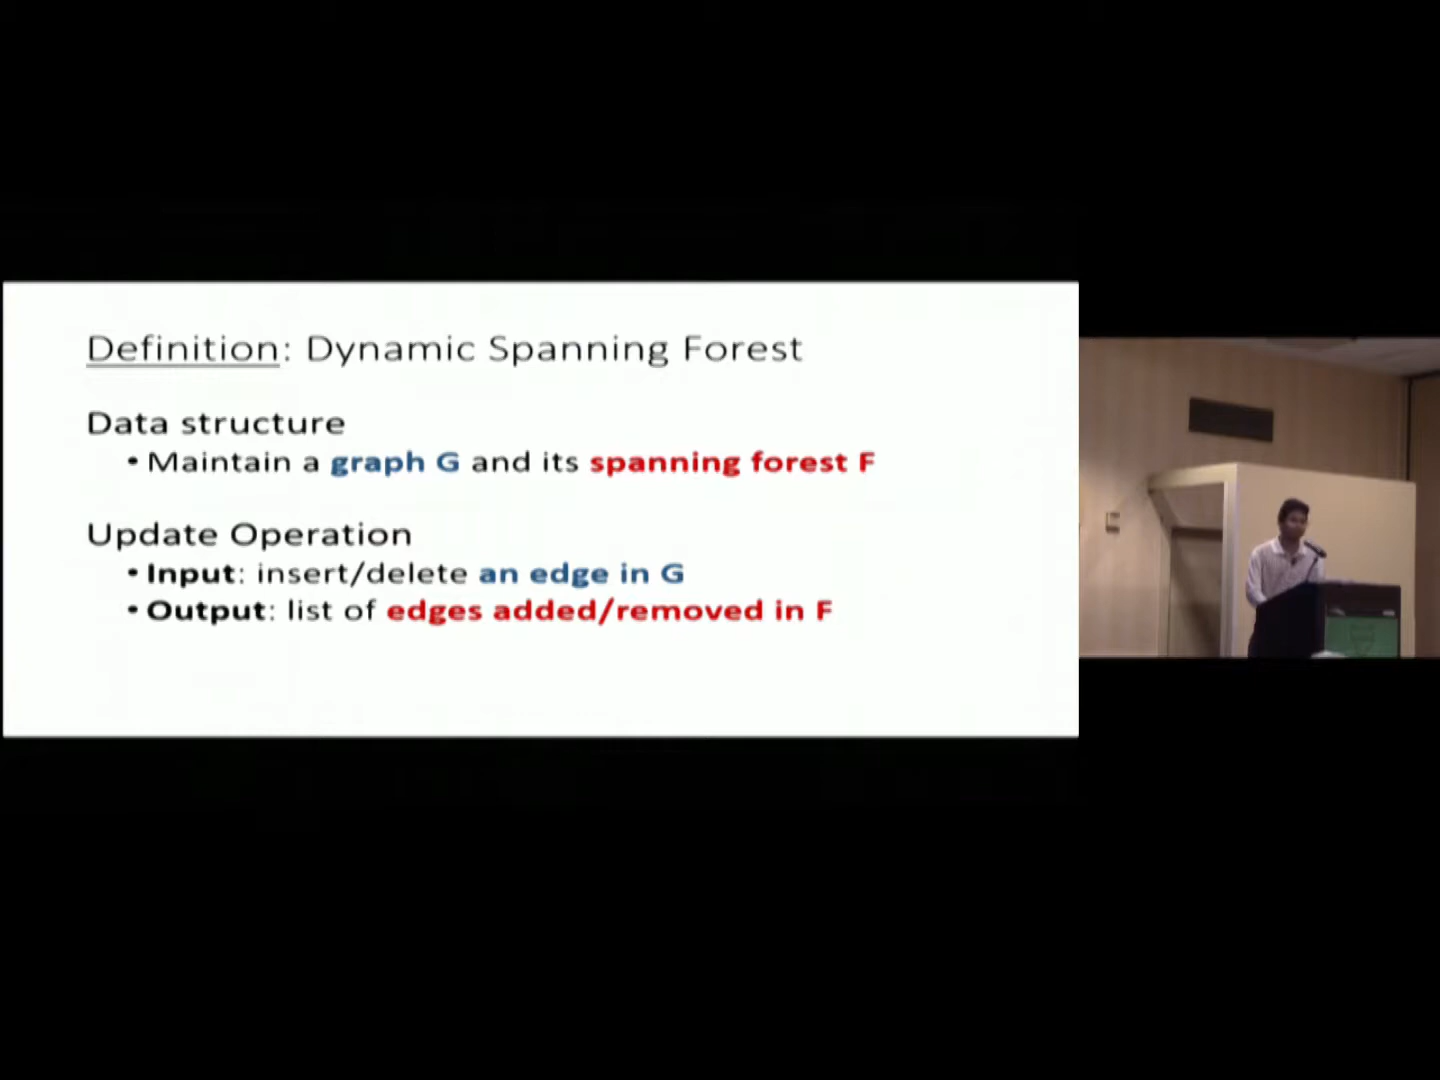 Definition: Dynamic Spanning Forest
Data structure
• Maintain a graph G and its spanning forest F
Update Operation
• Input: insert/delete an edge in G
• Output: list of edges added/removed in F